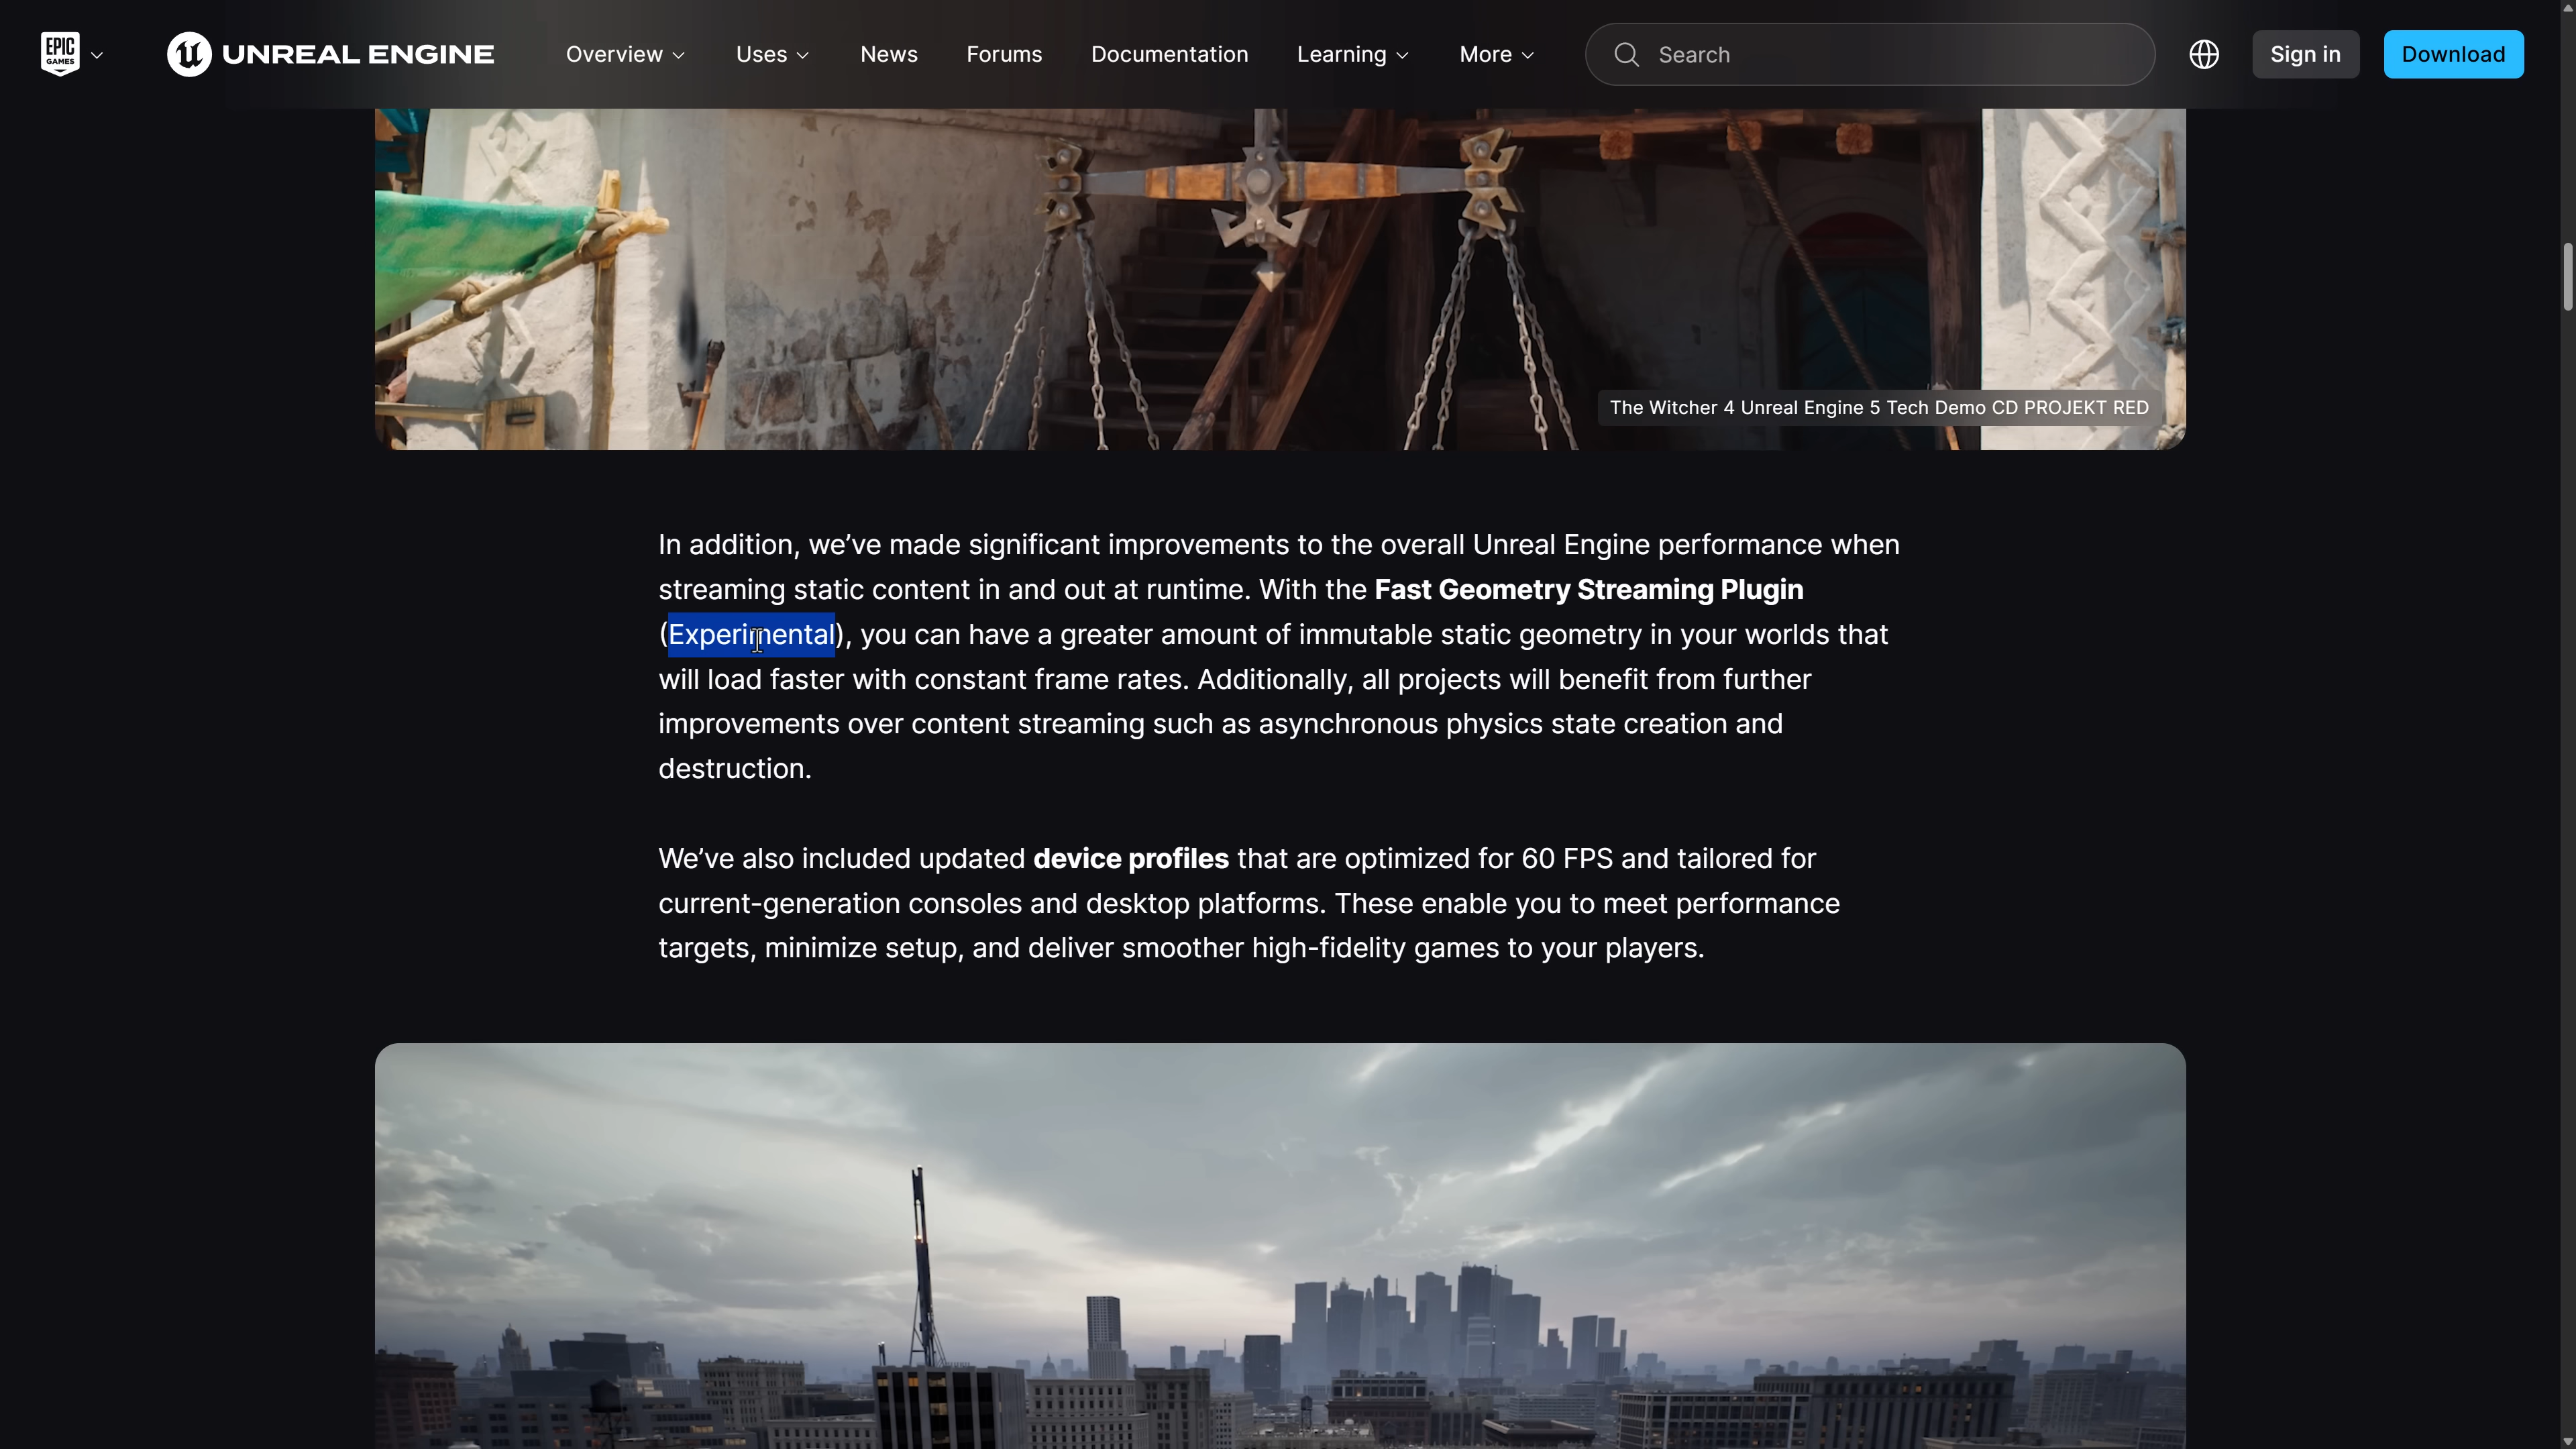 EPIC GAMES
UNREAL ENGINE
Overview
Uses
News
Forums
Documentation
Learning
More
Search
Sign in
Download
The Witcher 4 Unreal Engine 5 Tech Demo CD PROJEKT RED
In addition, we’ve made significant improvements to the overall Unreal Engine performance when
streaming static content in and out at runtime. With the Fast Geometry Streaming Plugin
(Experimental), you can have a greater amount of immutable static geometry in your worlds that
will load faster with constant frame rates. Additionally, all projects will benefit from further
improvements over content streaming such as asynchronous physics state creation and
destruction.
We’ve also included updated device profiles that are optimized for 60 FPS and tailored for
current-generation consoles and desktop platforms. These enable you to meet performance
targets, minimize setup, and deliver smoother high-fidelity games to your players.